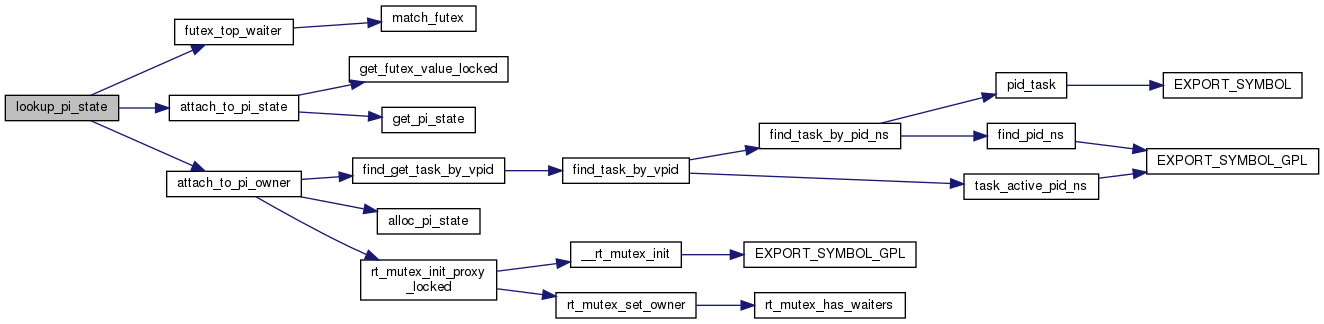 lookup_pi_state
futex_top_waiter
match_futex
attach_to_pi_state
get_futex_value_locked
get_pi_state
attach_to_pi_owner
find_get_task_by_vpid
find_task_by_vpid
find_task_by_pid_ns
pid_task
EXPORT_SYMBOL
find_pid_ns
EXPORT_SYMBOL_GPL
task_active_pid_ns
alloc_pi_state
rt_mutex_init_proxy
_locked
__rt_mutex_init
EXPORT_SYMBOL_GPL
rt_mutex_set_owner
rt_mutex_has_waiters